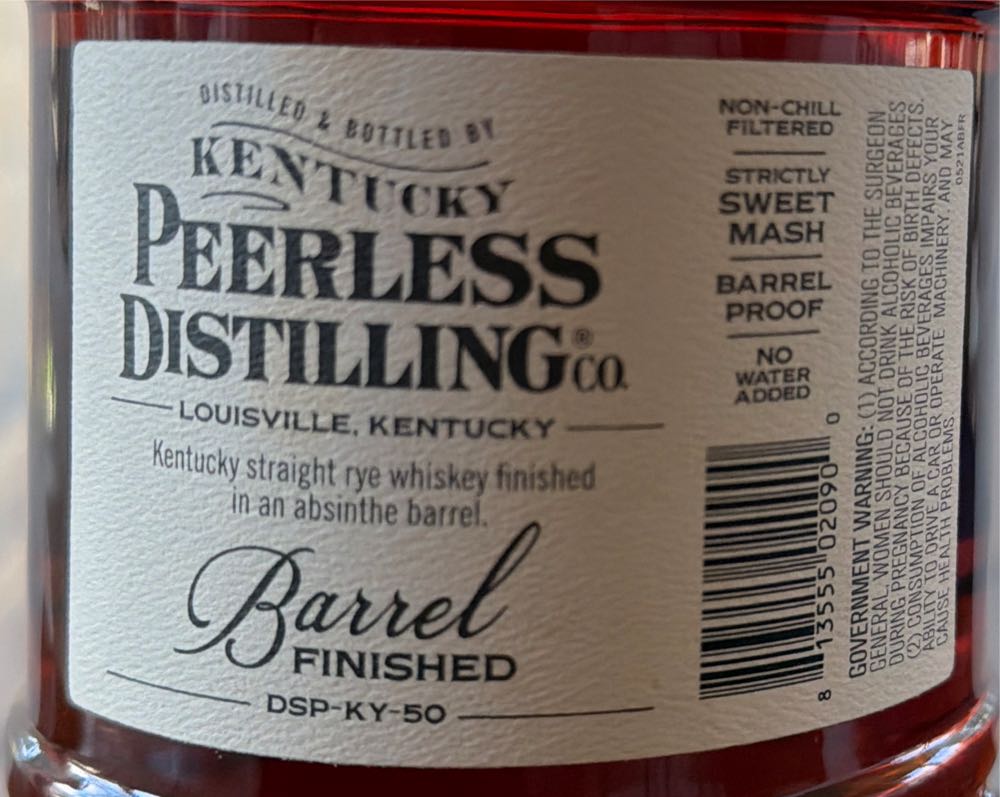 DISTILLED & BOTTLED BY
KENTUCKY
PEERLESS
DISTILLING® CO.
LOUISVILLE, KENTUCKY
Kentucky straight rye whiskey finished
in an absinthe barrel.
Barrel
FINISHED
DSP-KY-50
NON-CHILL
FILTERED
STRICTLY
SWEET
MASH
BARREL
PROOF
NO
WATER
ADDED
8 13555 02090 0
GOVERNMENT WARNING: (1) ACCORDING TO THE SURGEON
GENERAL, WOMEN SHOULD NOT DRINK ALCOHOLIC BEVERAGES
DURING PREGNANCY BECAUSE OF THE RISK OF BIRTH DEFECTS.
(2) CONSUMPTION OF ALCOHOLIC BEVERAGES IMPAIRS YOUR
ABILITY TO DRIVE A CAR OR OPERATE MACHINERY, AND MAY
CAUSE HEALTH PROBLEMS.
0521ABFR